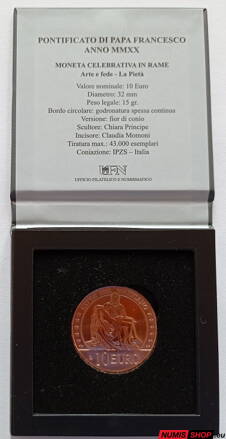 PONTIFICATO DI PAPA FRANCESCO
ANNO MMXX
MONETA CELEBRATIVA IN RAME
Arte e fede - La Pietà
Valore nominale: 10 Euro
Diametro: 32 mm
Peso legale: 15 gr.
Bordo circolare: godronatura spessa continua
Versione: fior di conio
Scultore: Chiara Principe
Incisore: Claudia Momoni
Tiratura max.: 43.000 esemplari
Coniazione: IPZS – Italia
UFN
UFFICIO FILATELICO E NUMISMATICO
10 EURO
NUMIS SHOP.eu